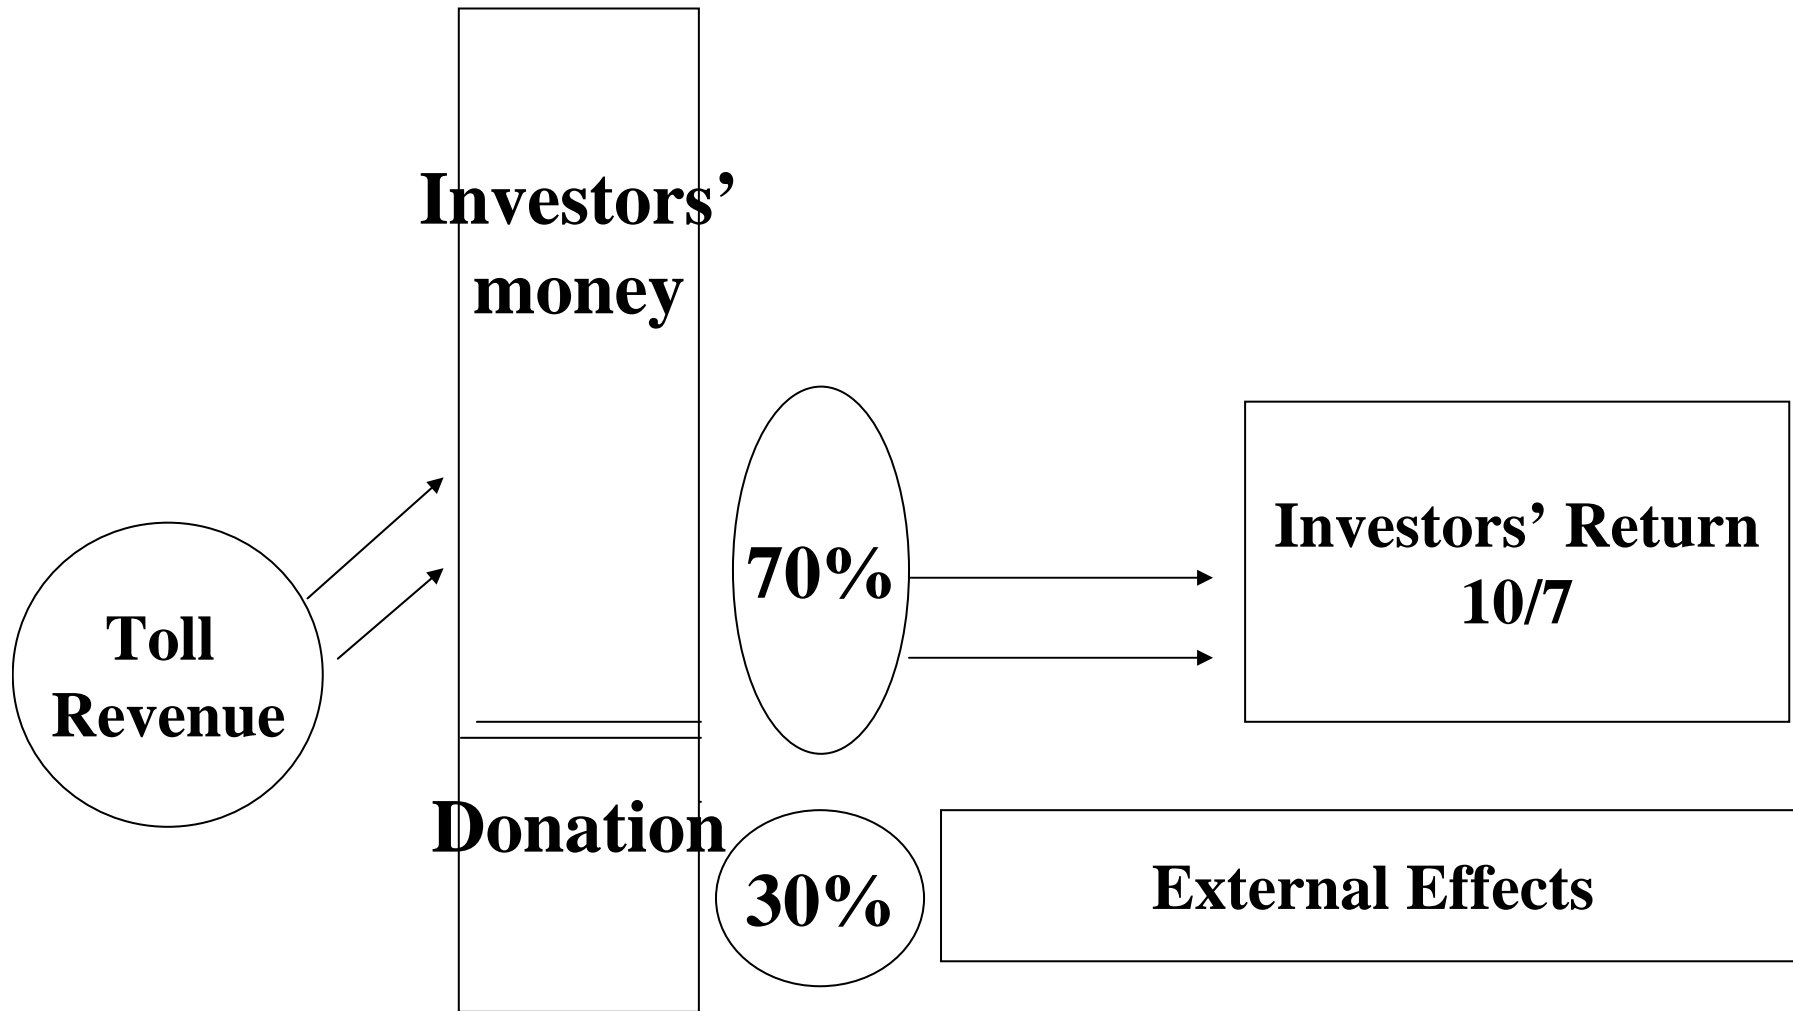 Investors’
money
Toll
Revenue
70%
Investors’ Return
10/7
Donation
30%
External Effects